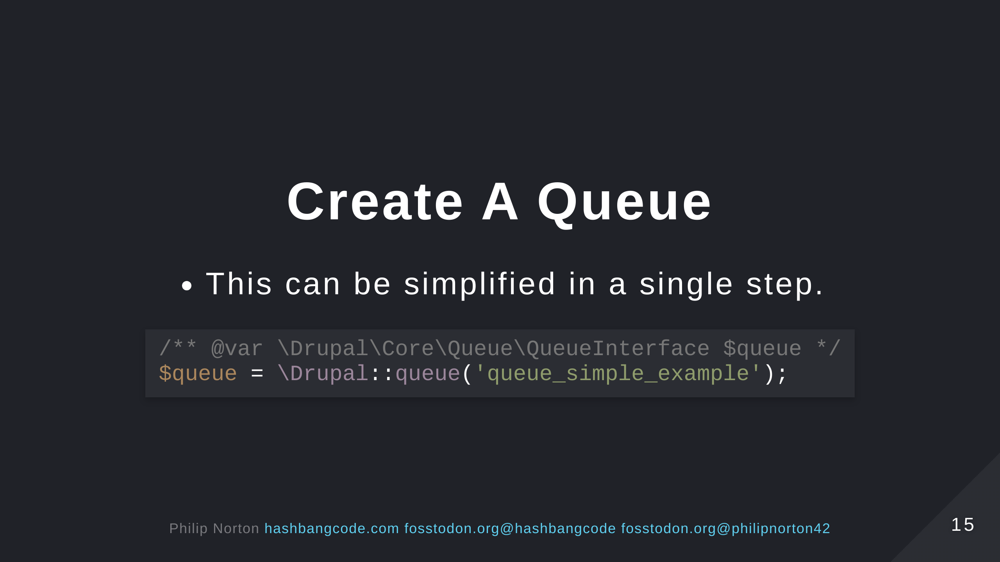 Create A Queue
• This can be simplified in a single step.
/** @var \Drupal\Core\Queue\QueueInterface $queue */
$queue = \Drupal::queue('queue_simple_example');
Philip Norton hashbangcode.com fosstodon.org@hashbangcode fosstodon.org@philipnorton42
15